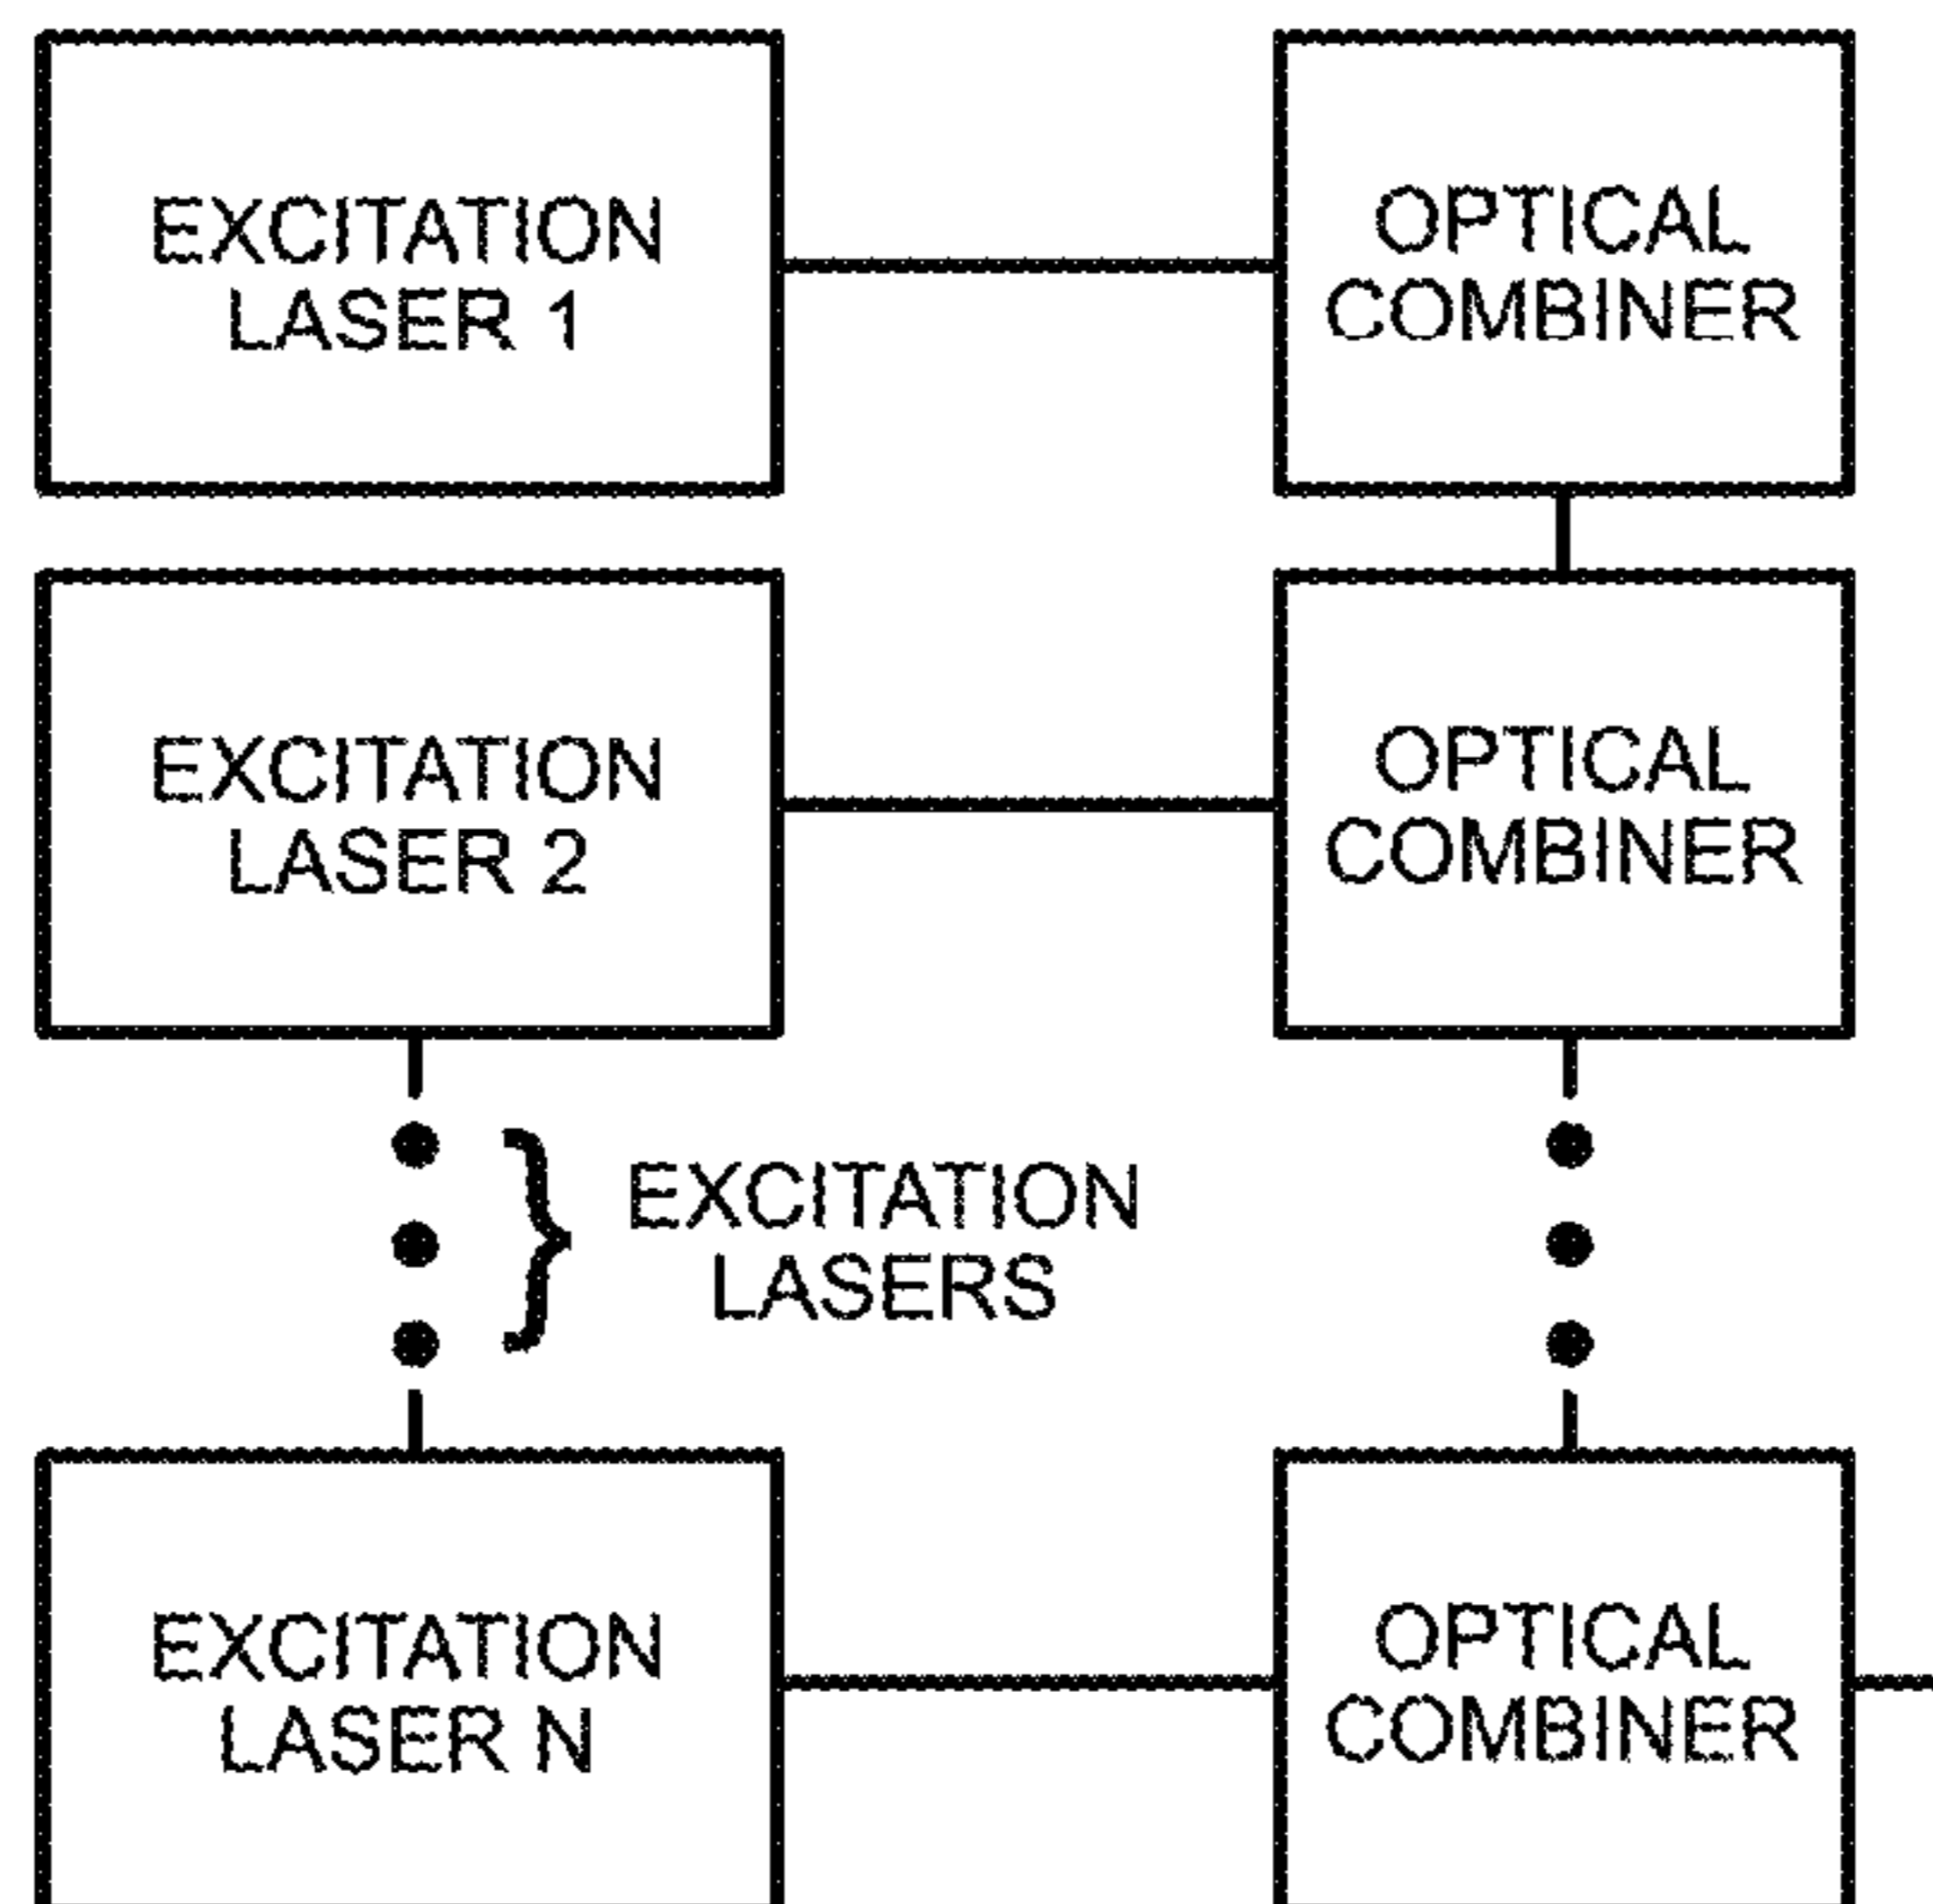 EXCITATION
LASER 1
OPTICAL
COMBINER
EXCITATION
LASER 2
OPTICAL
COMBINER
EXCITATION
LASERS
EXCITATION
LASER N
OPTICAL
COMBINER